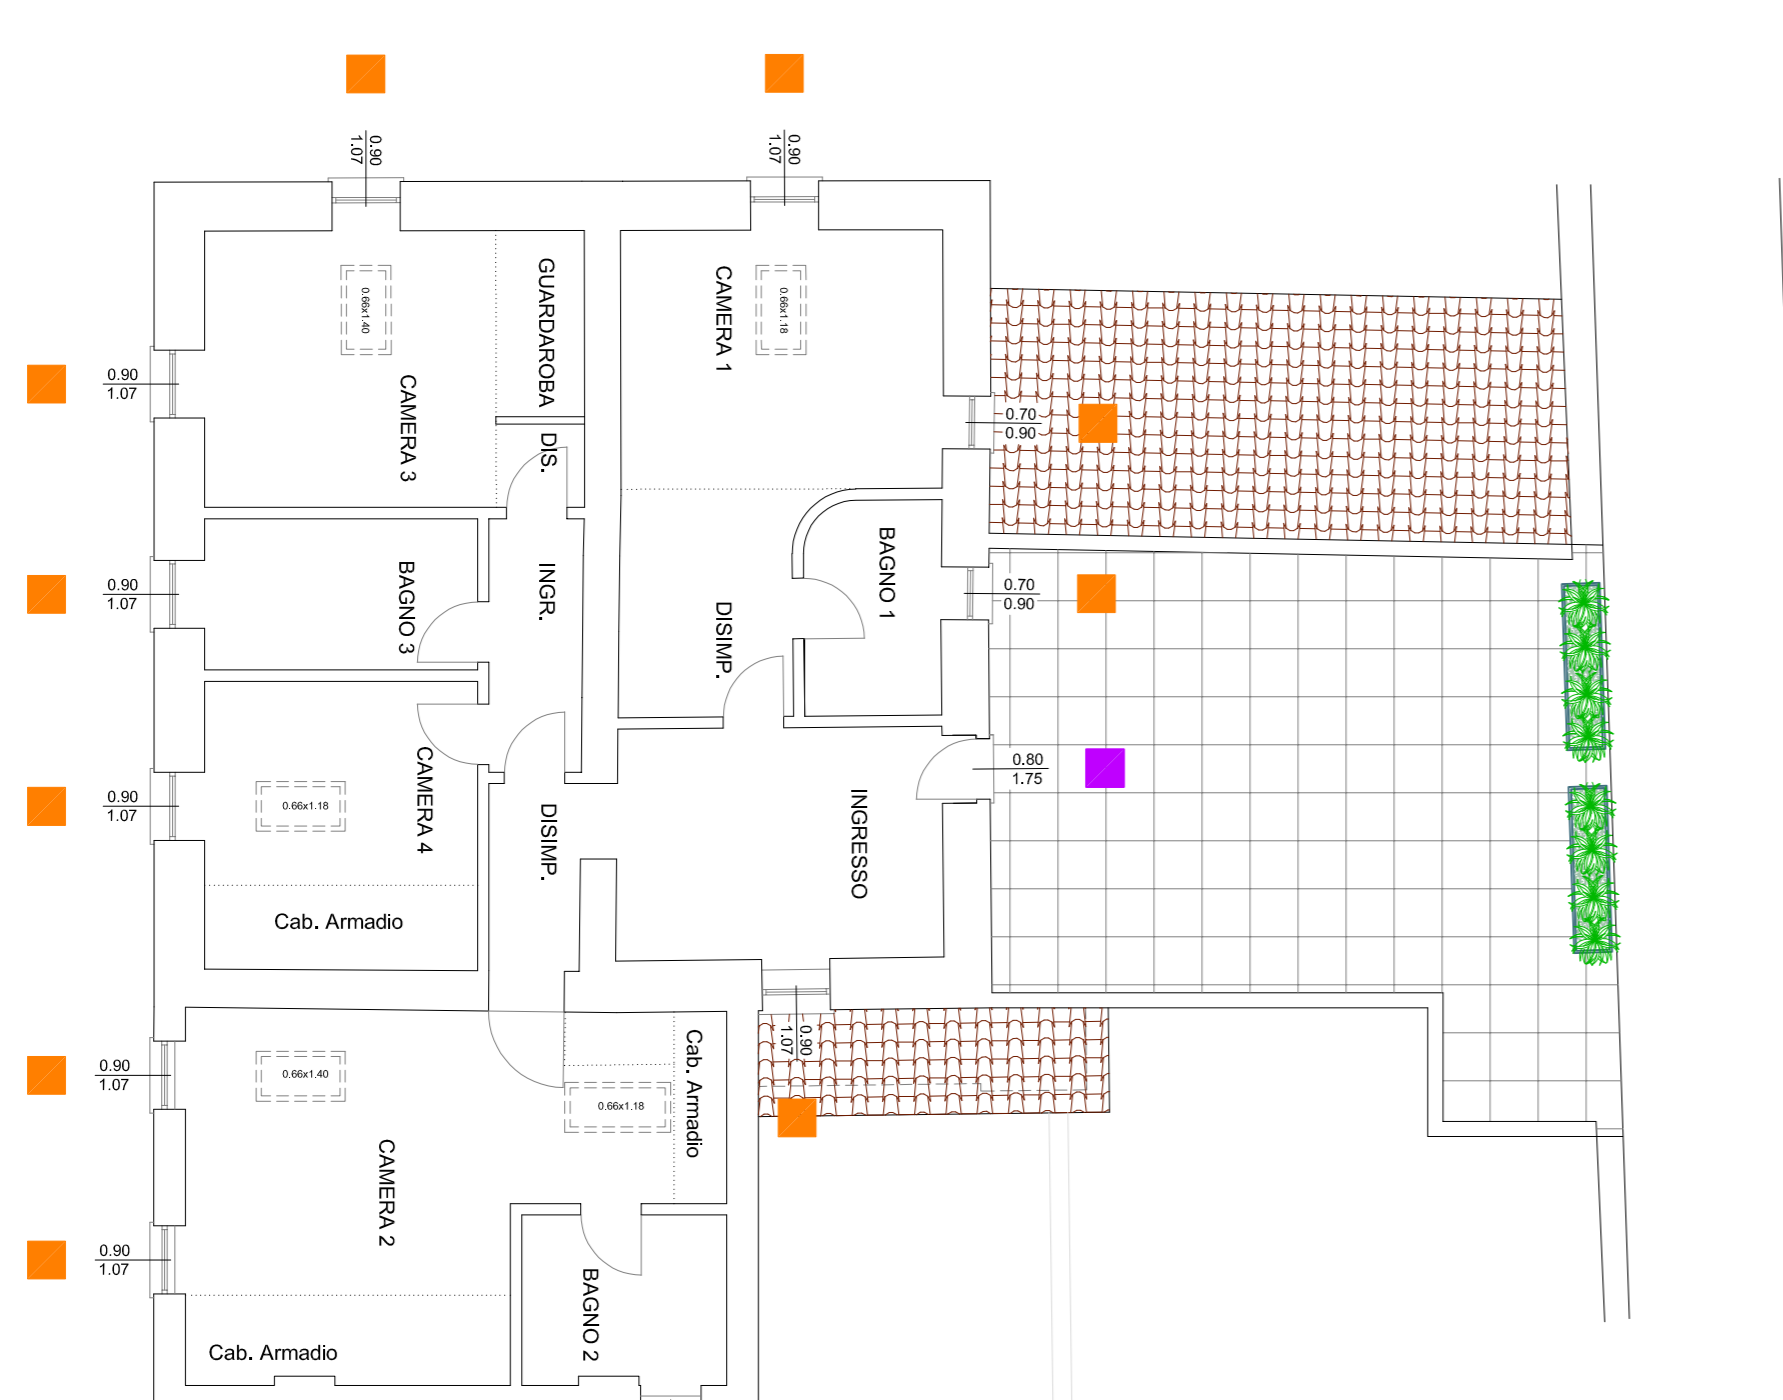 0.90
1.07
0.90
1.07
GUARDAROBA
CAMERA 1
0.66x1.40
0.66x1.18
0.90
1.07
CAMERA 3
0.70
0.90
DIS.
BAGNO 1
BAGNO 3
INGR.
0.90
1.07
0.70
0.90
DISIMP.
CAMERA 4
0.80
1.75
0.90
1.07
0.66x1.18
DISIMP.
INGRESSO
Cab. Armadio
0.90
1.07
Cab. Armadio
0.90
1.07
0.66x1.40
0.66x1.18
CAMERA 2
0.90
1.07
BAGNO 2
Cab. Armadio